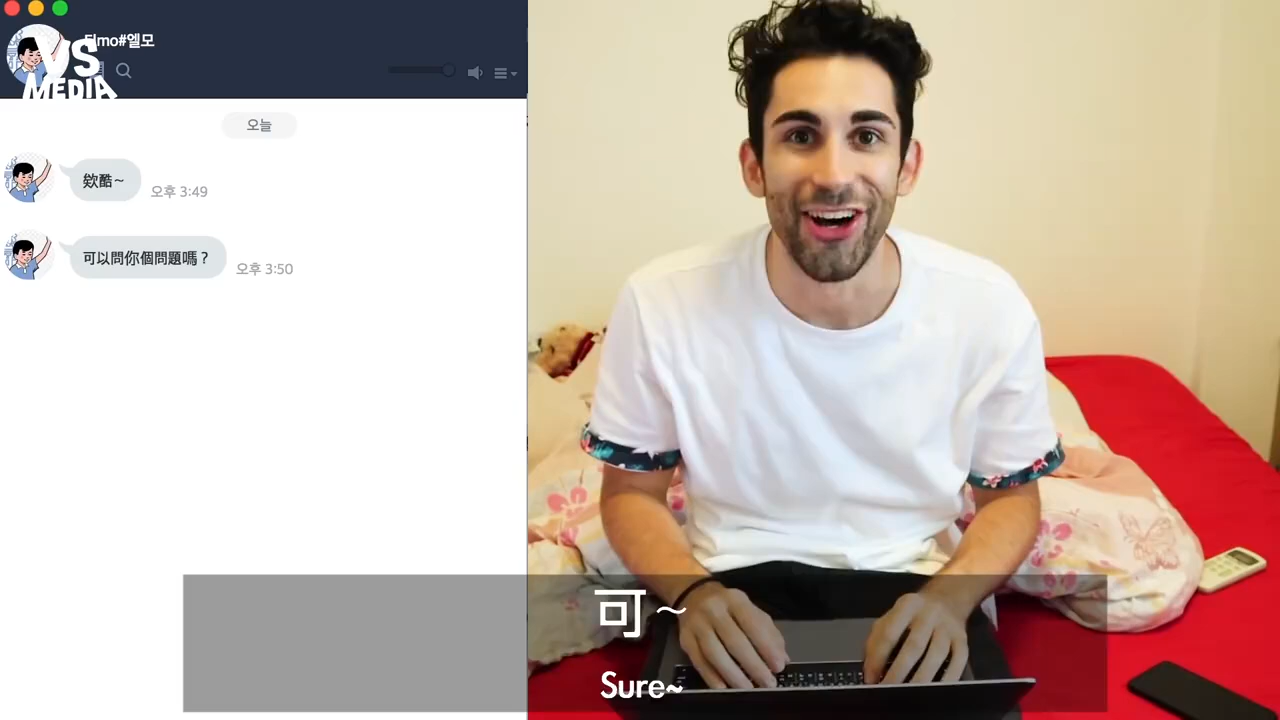 VS
MEDIA
Elmo#엘모
오늘
欸酷~
오후 3:49
可以問你個問題嗎？
오후 3:50
可~
Sure~